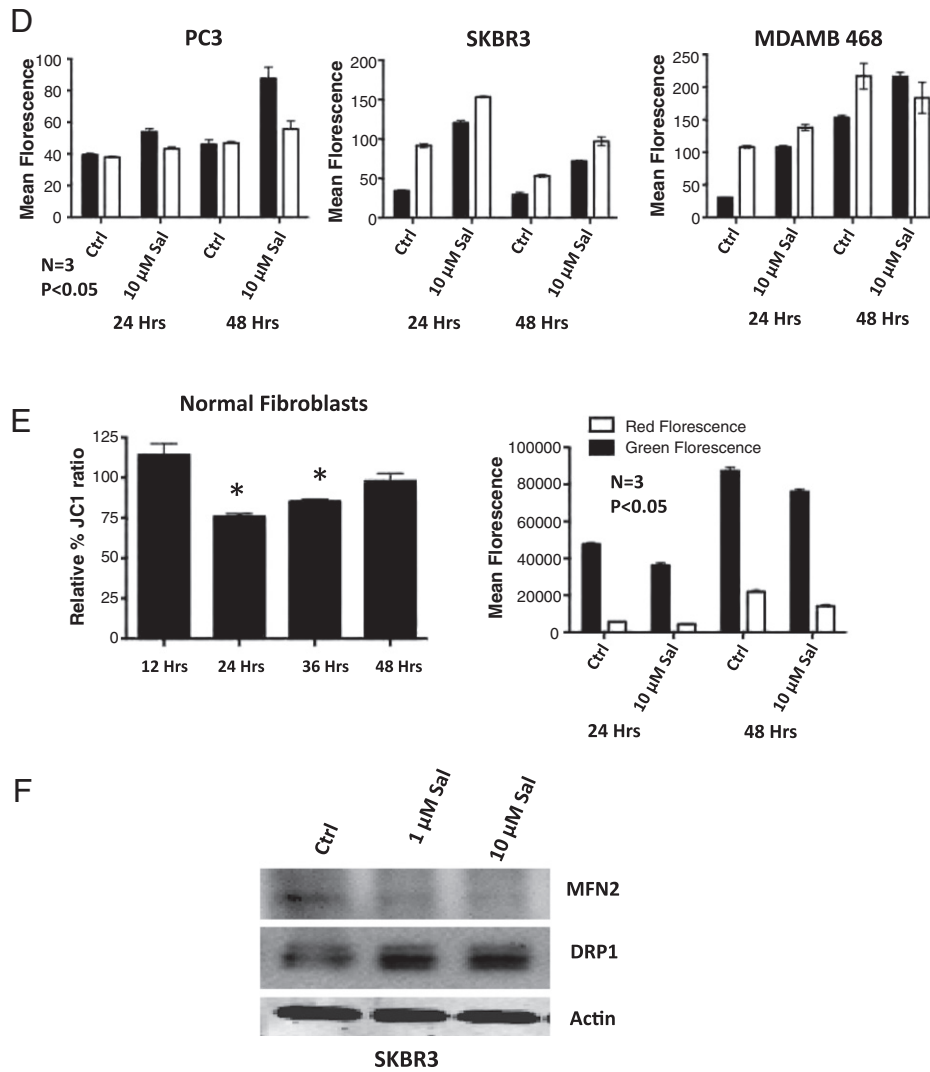 D
PC3
Mean Florescence
100
80
60
40
20
0
Ctrl
10 µM Sal
Ctrl
10 µM Sal
N=3
P<0.05
24 Hrs
48 Hrs
SKBR3
Mean Florescence
200
150
100
50
0
Ctrl
10 µM Sal
Ctrl
10 µM Sal
24 Hrs
48 Hrs
MDAMB 468
Mean Florescence
250
200
150
100
50
0
Ctrl
10 µM Sal
Ctrl
10 µM Sal
24 Hrs
48 Hrs
E
Normal Fibroblasts
Relative % JC1 ratio
125
100
75
50
25
0
*
*
12 Hrs
24 Hrs
36 Hrs
48 Hrs
Red Florescence
Green Florescence
N=3
P<0.05
Mean Florescence
100000
80000
60000
40000
20000
0
Ctrl
10 µM Sal
Ctrl
10 µM Sal
24 Hrs
48 Hrs
F
Ctrl
1 µM Sal
10 µM Sal
MFN2
DRP1
Actin
SKBR3